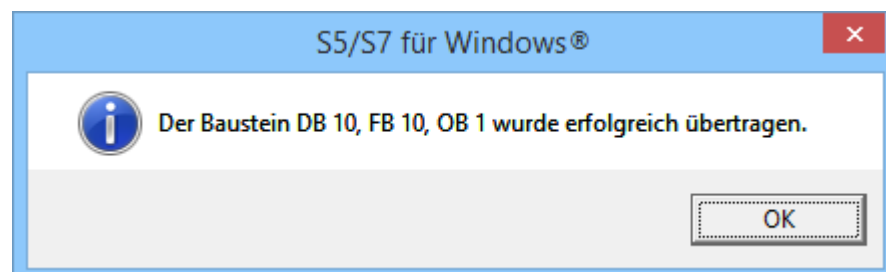 S5/S7 für Windows®
Der Baustein DB 10, FB 10, OB 1 wurde erfolgreich übertragen.
OK